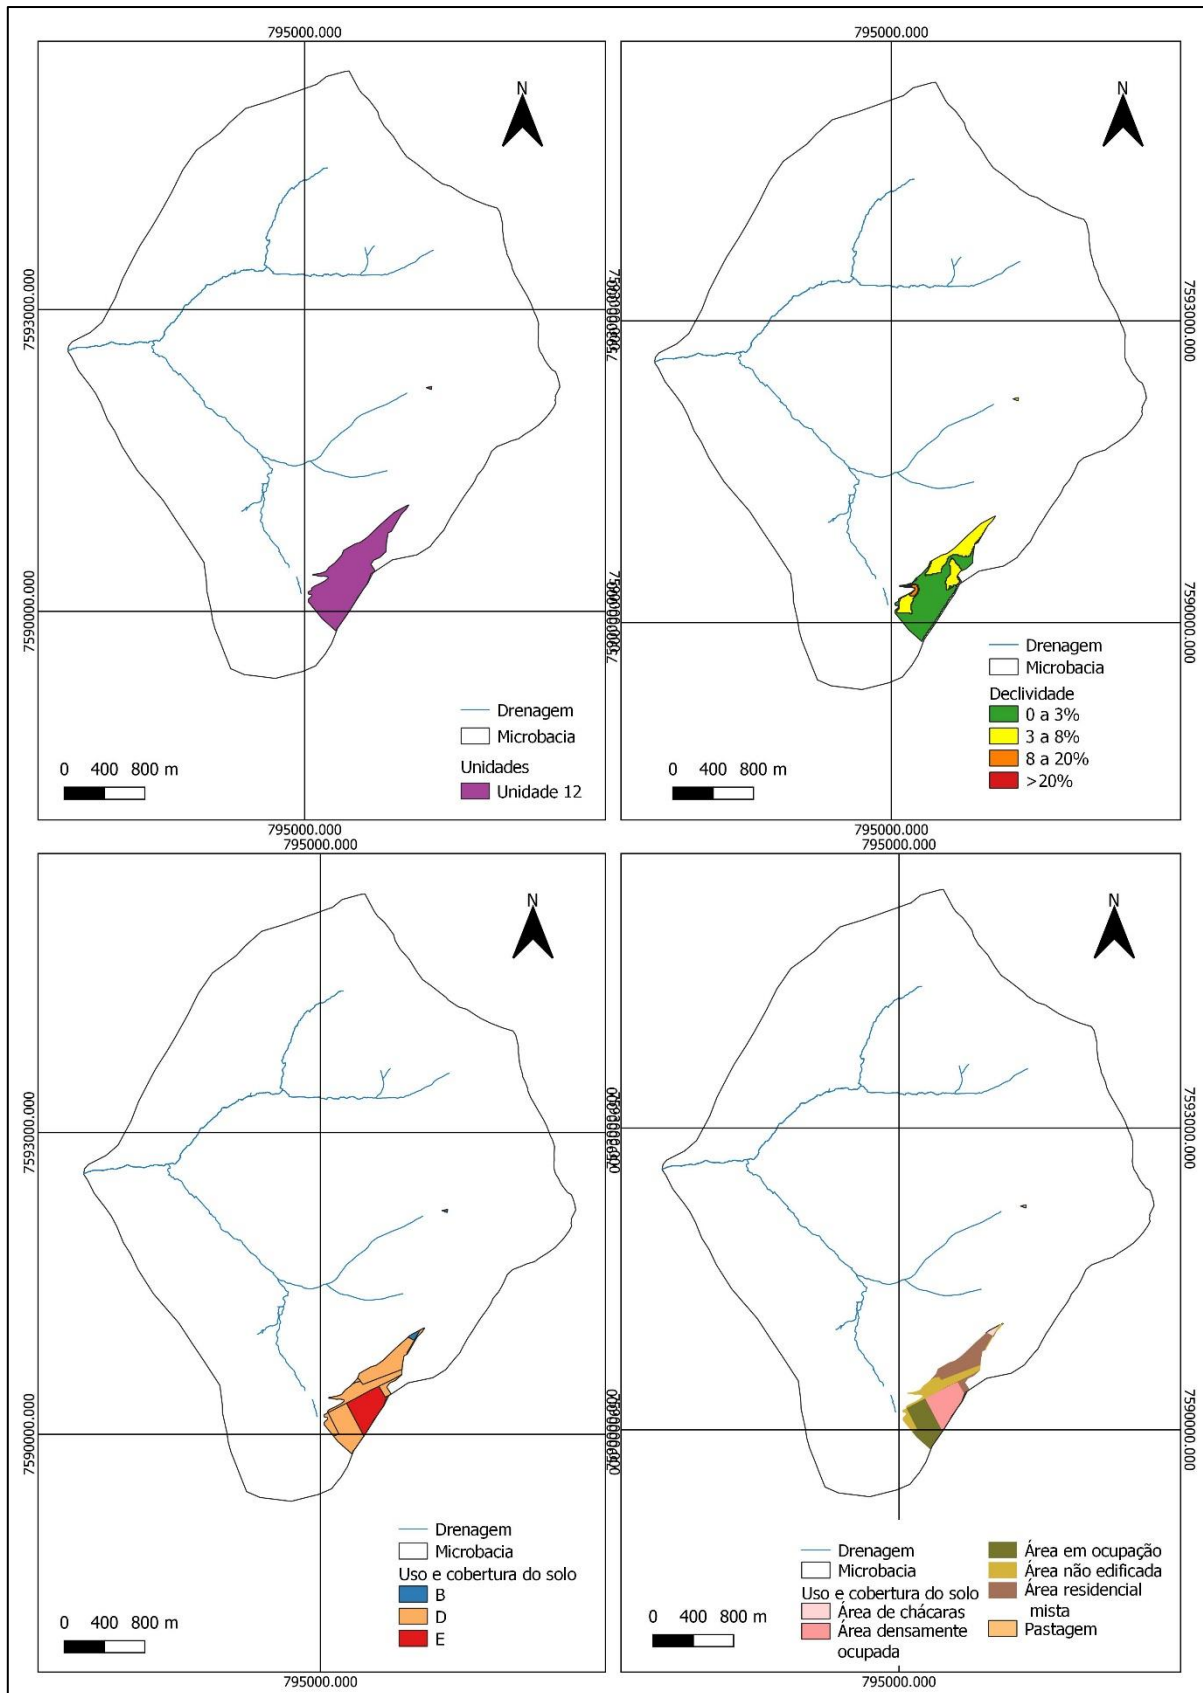 795000.000
795000.000
N
N
7593000.000
7593000.000
7590000.000
7590000.000
Drenagem
Microbacia
Unidades
Unidade 12
0 400 800 m
Drenagem
Microbacia
Declividade
0 a 3%
3 a 8%
8 a 20%
>20%
0 400 800 m
795000.000
795000.000
795000.000
795000.000
N
N
7593000.000
7593000.000
7590000.000
7590000.000
Drenagem
Microbacia
Uso e cobertura do solo
B
D
E
0 400 800 m
Drenagem
Microbacia
Uso e cobertura do solo
Área de chácaras
Área densamente
ocupada
Área em ocupação
Área não edificada
Área residencial
mista
Pastagem
0 400 800 m
795000.000
795000.000